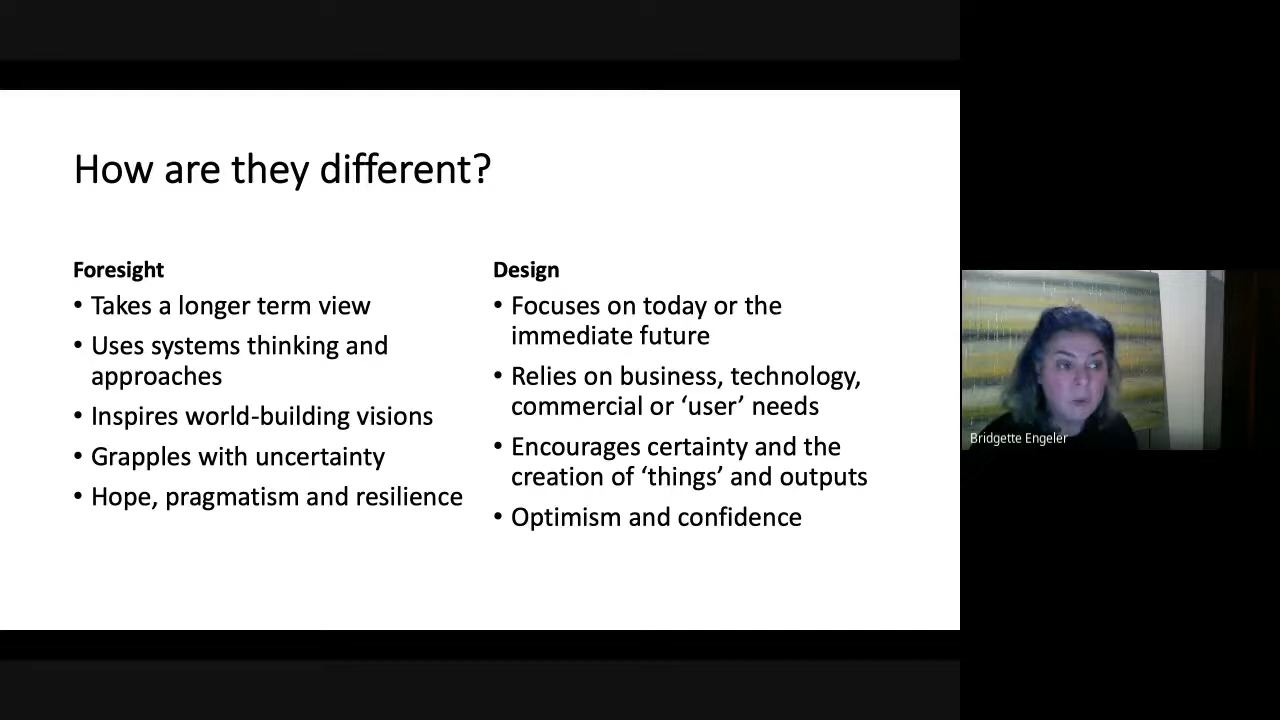 How are they different?
Foresight
• Takes a longer term view
• Uses systems thinking and
approaches
• Inspires world-building visions
• Grapples with uncertainty
• Hope, pragmatism and resilience
Design
• Focuses on today or the
immediate future
• Relies on business, technology,
commercial or ‘user’ needs
• Encourages certainty and the
creation of ‘things’ and outputs
• Optimism and confidence
Bridgette Engeler